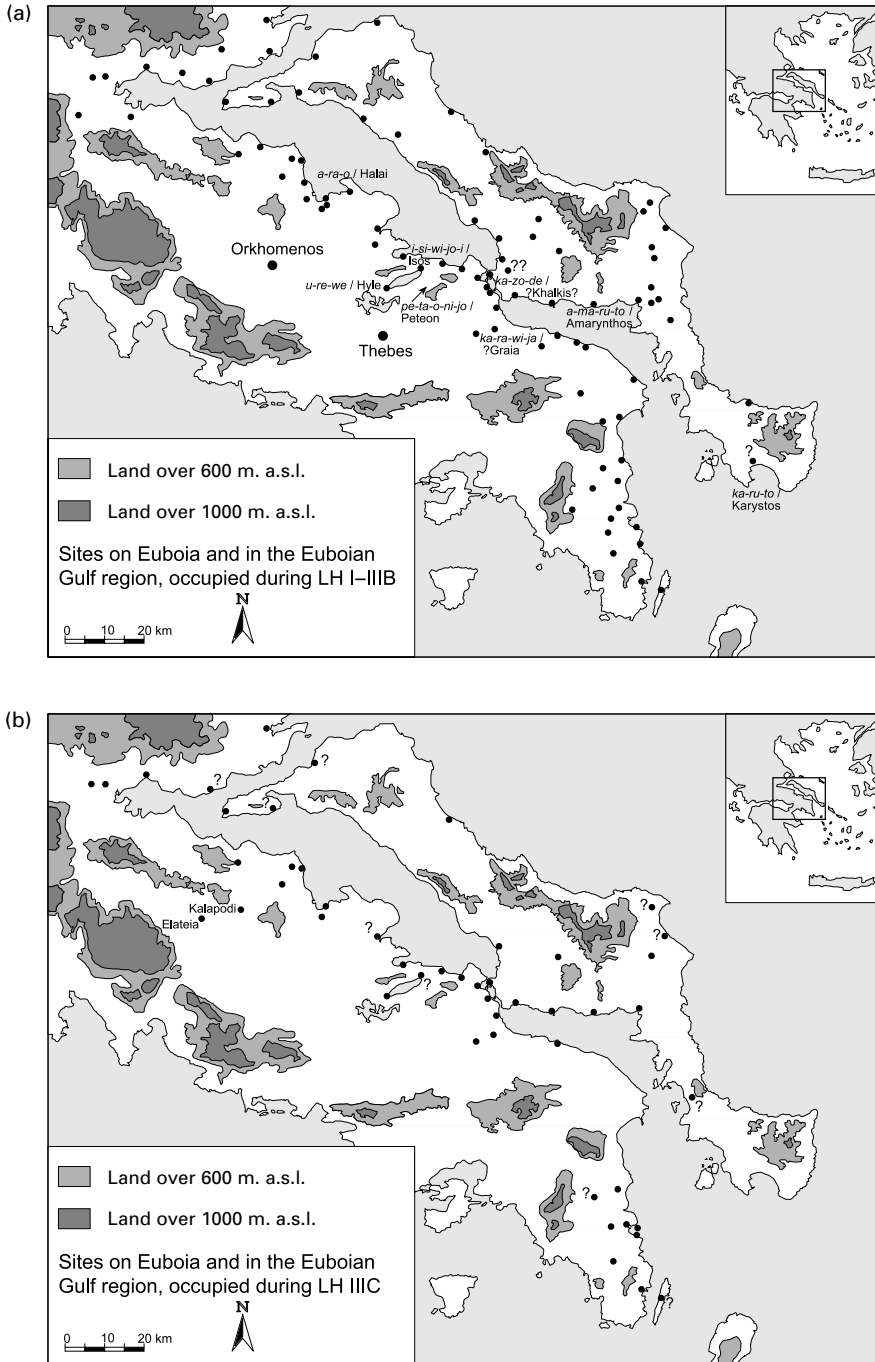 (a)
a-ra-o / Halai
Orkhomenos
i-si-wi-jo-i /
Isos
??
u-re-we / Hyle
ka-zo-de /
?Khalkis?
pe-ta-o-ni-jo /
Peteon
a-ma-ru-to /
Amarynthos
Thebes
ka-ra-wi-ja /
?Graia
?
ka-ru-to /
Karystos
Land over 600 m. a.s.l.
Land over 1000 m. a.s.l.
Sites on Euboia and in the Euboian
Gulf region, occupied during LH I–IIIB
N
0 10 20 km
(b)
?
?
?
Kalapodi
Elateia
?
?
?
?
?
?
?
Land over 600 m. a.s.l.
Land over 1000 m. a.s.l.
Sites on Euboia and in the Euboian
Gulf region, occupied during LH IIIC
N
0 10 20 km